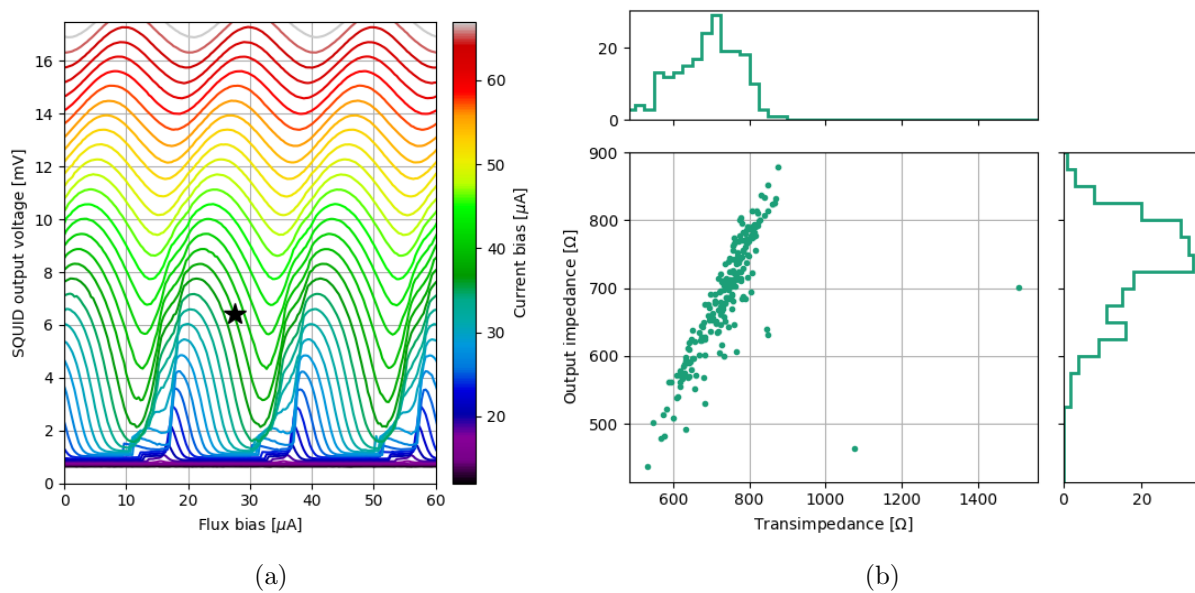 SQUID output voltage [mV]
16
14
12
10
8
6
4
2
0
0 10 20 30 40 50 60
Flux bias [μA]
60
50
40
30
20
Current bias [μA]
(a)
20
0
Output impedance [Ω]
900
800
700
600
500
600 800 1000 1200 1400
Transimpedance [Ω]
0 20
(b)